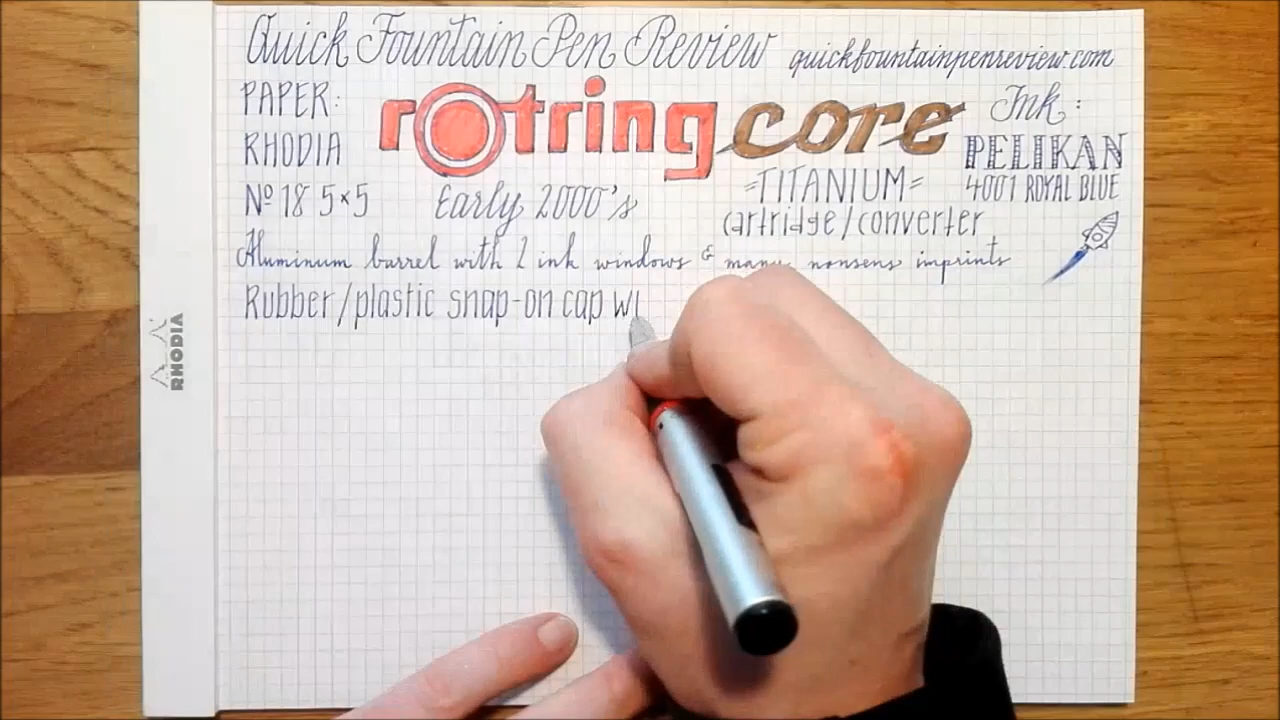 Quick Fountain Pen Review quickfountainpenreview.com
PAPER:
RHODIA
Nº 18 5×5
rotring core
Ink:
PELIKAN
4001 ROYAL BLUE
=TITANIUM=
Early 2000's
cartridge/converter
Aluminum barrel with 2 ink windows & many nonsens imprints
Rubber/plastic snap-on cap wi
RHODIA